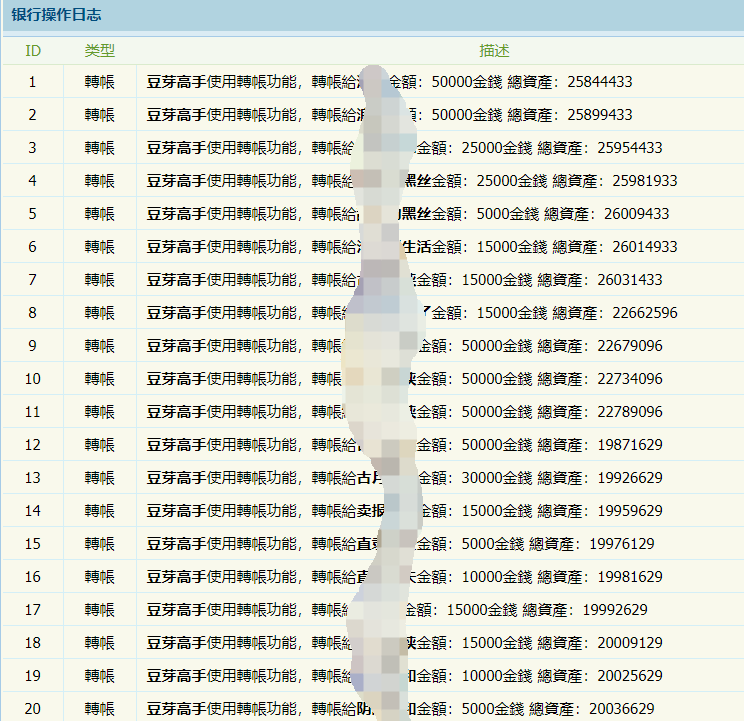 银行操作日志
ID 类型 描述
1 轉帳 豆芽高手使用轉帳功能，轉帳給 金額：50000金錢 總資產：25844433
2 轉帳 豆芽高手使用轉帳功能，轉帳給 50000金錢 總資產：25899433
3 轉帳 豆芽高手使用轉帳功能，轉帳給 金額：25000金錢 總資產：25954433
4 轉帳 豆芽高手使用轉帳功能，轉帳給 黑丝金額：25000金錢 總資產：25981933
5 轉帳 豆芽高手使用轉帳功能，轉帳給 黑丝金額：5000金錢 總資產：26009433
6 轉帳 豆芽高手使用轉帳功能，轉帳給 生活金額：15000金錢 總資產：26014933
7 轉帳 豆芽高手使用轉帳功能，轉帳給 金額：15000金錢 總資產：26031433
8 轉帳 豆芽高手使用轉帳功能，轉帳給 金額：15000金錢 總資產：22662596
9 轉帳 豆芽高手使用轉帳功能，轉帳給 金額：50000金錢 總資產：22679096
10 轉帳 豆芽高手使用轉帳功能，轉帳 金額：50000金錢 總資產：22734096
11 轉帳 豆芽高手使用轉帳功能，轉帳 金額：50000金錢 總資產：22789096
12 轉帳 豆芽高手使用轉帳功能，轉帳給 金額：50000金錢 總資產：19871629
13 轉帳 豆芽高手使用轉帳功能，轉帳給古月 金額：30000金錢 總資產：19926629
14 轉帳 豆芽高手使用轉帳功能，轉帳給卖报 金額：15000金錢 總資產：19959629
15 轉帳 豆芽高手使用轉帳功能，轉帳給直 金額：5000金錢 總資產：19976129
16 轉帳 豆芽高手使用轉帳功能，轉帳給 金額：10000金錢 總資產：19981629
17 轉帳 豆芽高手使用轉帳功能，轉帳給 金額：15000金錢 總資產：19992629
18 轉帳 豆芽高手使用轉帳功能，轉帳給 金額：15000金錢 總資產：20009129
19 轉帳 豆芽高手使用轉帳功能，轉帳給 金額：10000金錢 總資產：20025629
20 轉帳 豆芽高手使用轉帳功能，轉帳給阴 金額：5000金錢 總資產：20036629